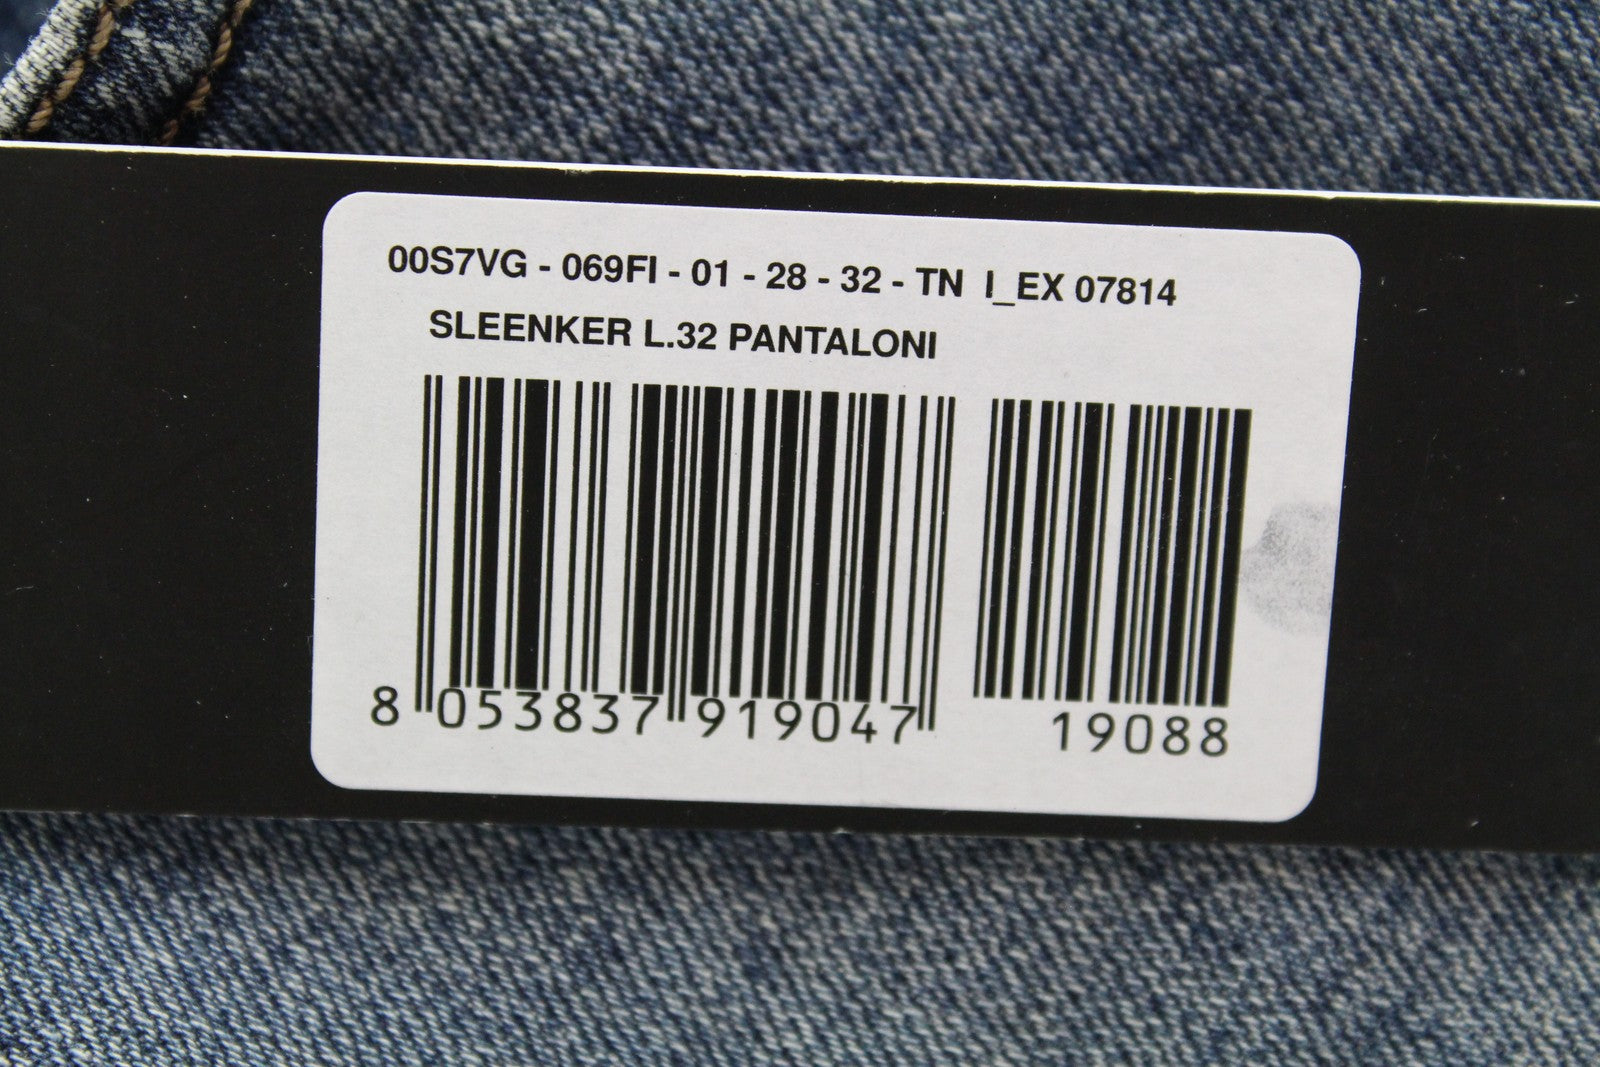 00S7VG - 069FI - 01 - 28 - 32 - TN I_EX 07814
SLEENKER L.32 PANTALONI
8 053837 919047 19088